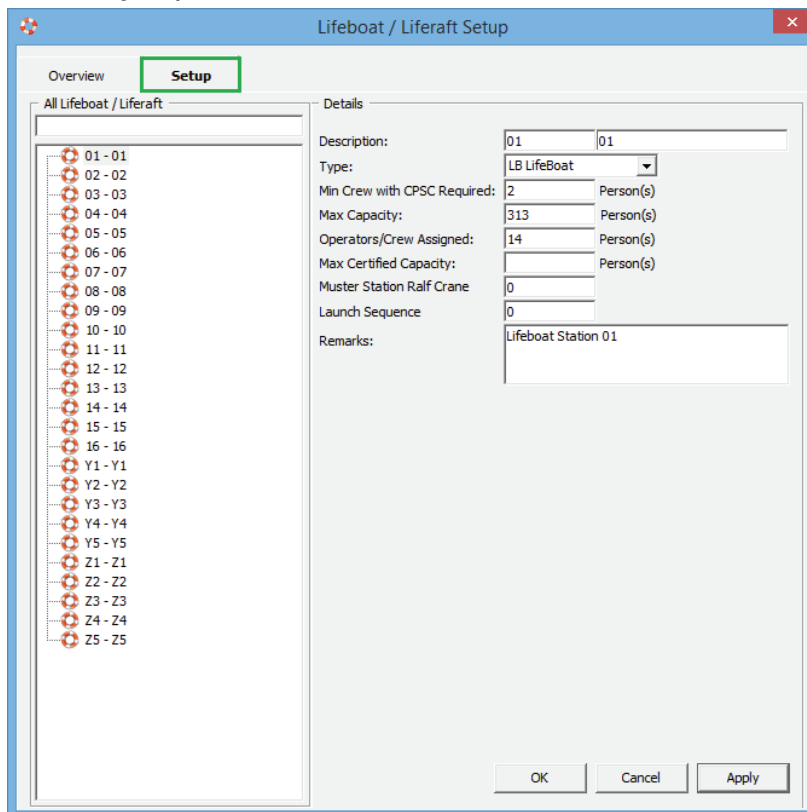 Lifeboat / Liferaft Setup
Overview Setup
All Lifeboat / Liferaft
01 - 01
02 - 02
03 - 03
04 - 04
05 - 05
06 - 06
07 - 07
08 - 08
09 - 09
10 - 10
11 - 11
12 - 12
13 - 13
14 - 14
15 - 15
16 - 16
Y1 - Y1
Y2 - Y2
Y3 - Y3
Y4 - Y4
Y5 - Y5
Z1 - Z1
Z2 - Z2
Z3 - Z3
Z4 - Z4
Z5 - Z5
Details
Description: 01 01
Type: LB LifeBoat
Min Crew with CPSC Required: 2 Person(s)
Max Capacity: 313 Person(s)
Operators/Crew Assigned: 14 Person(s)
Max Certified Capacity: Person(s)
Muster Station Ralf Crane 0
Launch Sequence 0
Remarks: Lifeboat Station 01
OK Cancel Apply